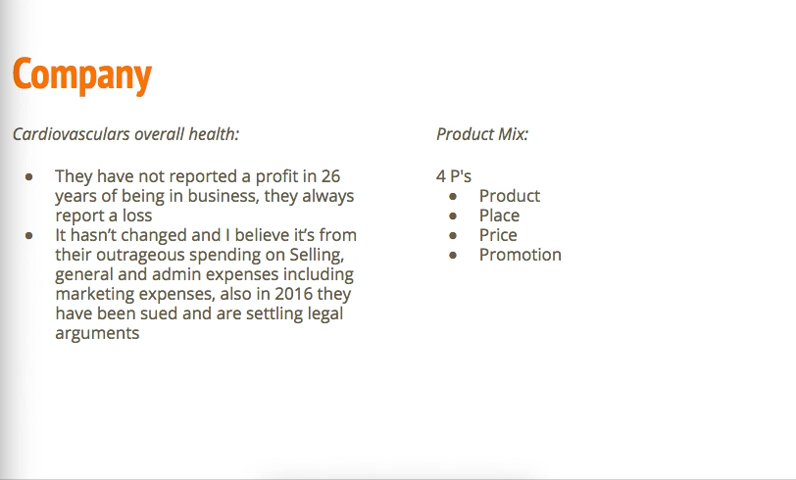 Company
Cardiovasculars overall health:
● They have not reported a profit in 26
years of being in business, they always
report a loss
● It hasn't changed and I believe it's from
their outrageous spending on Selling,
general and admin expenses including
marketing expenses, also in 2016 they
have been sued and are settling legal
arguments
Product Mix:
4 P's
● Product
● Place
● Price
● Promotion